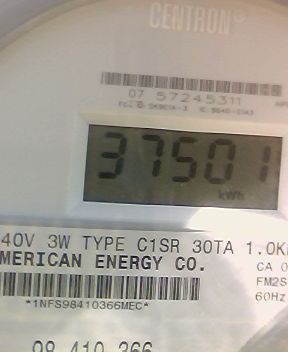 CENTRON®
07 57245311
37501
kWh
40V 3W TYPE C1SR 30TA 1.0K
MERICAN ENERGY CO.
CA 0
FM2S
60Hz
*1NFS98410366MEC*
98 410 366